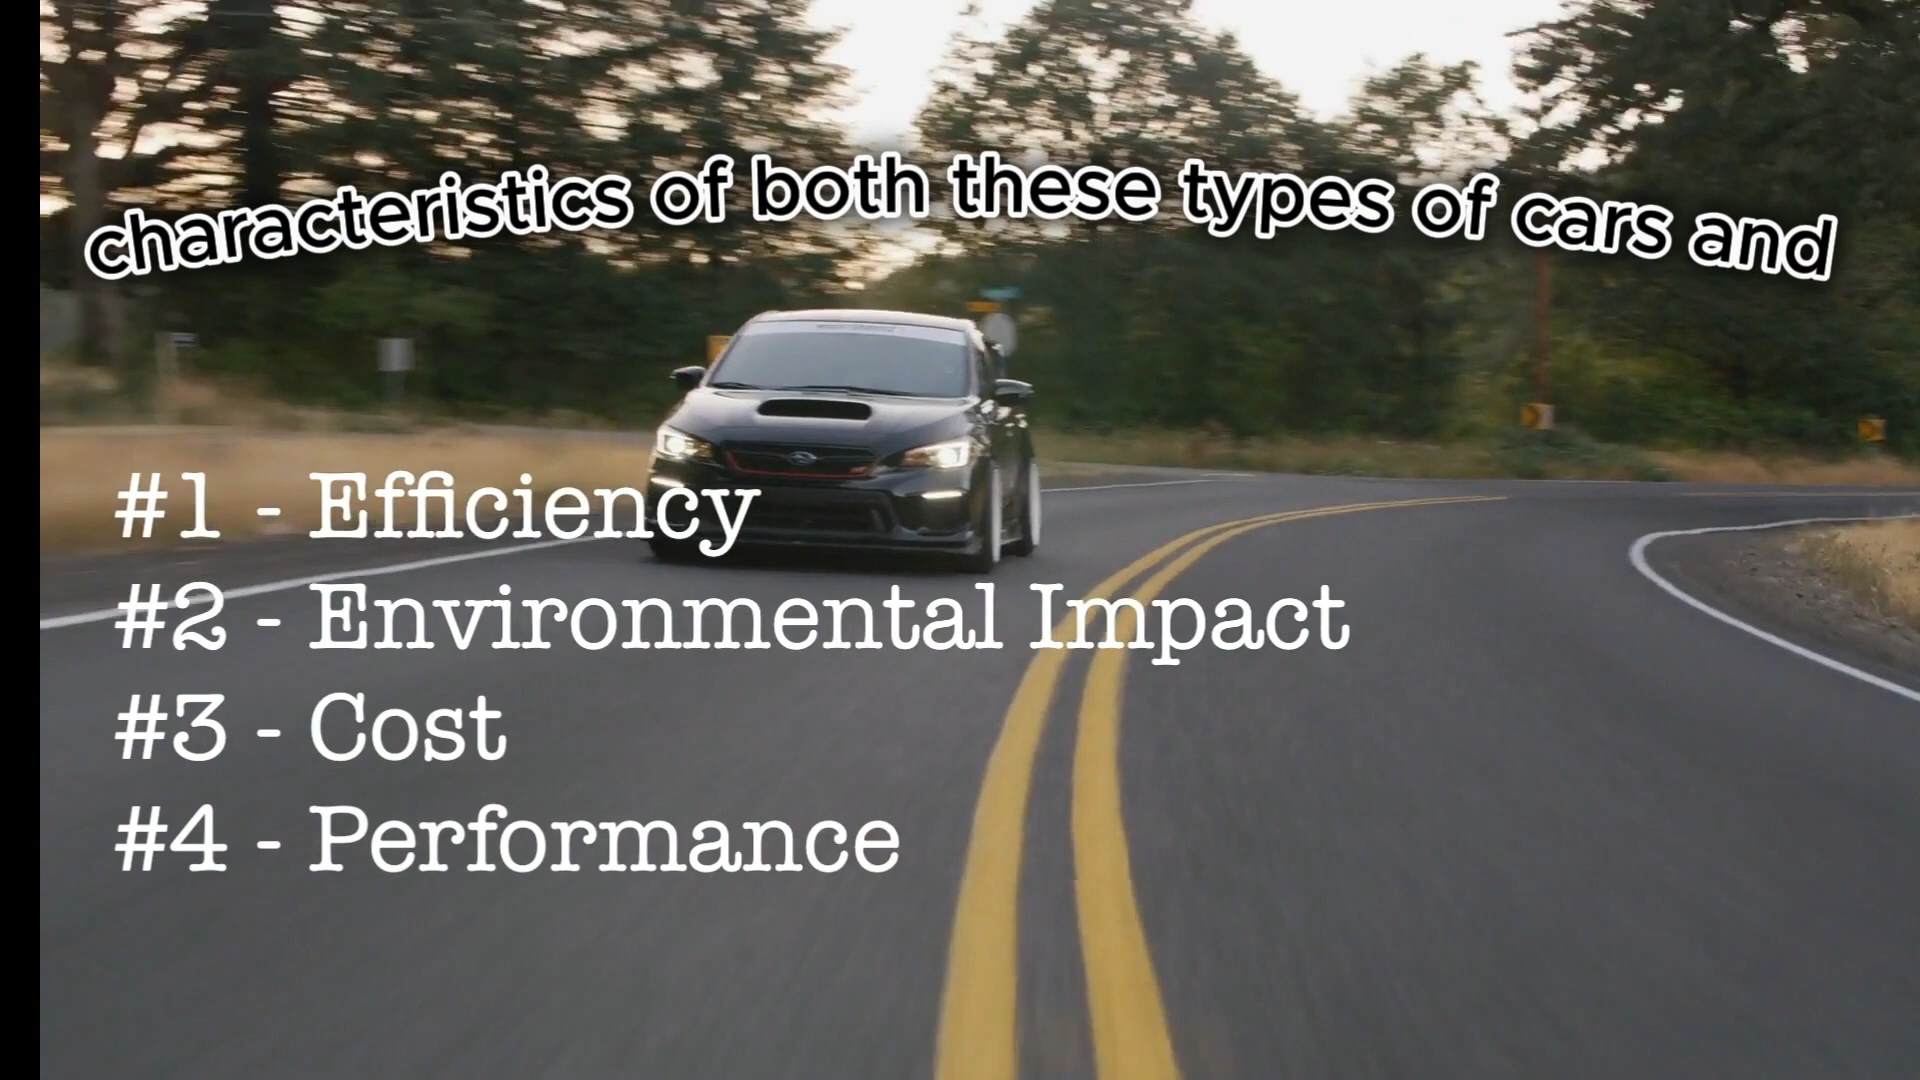 characteristics of both these types of cars and
#1 - Efficiency
#2 - Environmental Impact
#3 - Cost
#4 - Performance